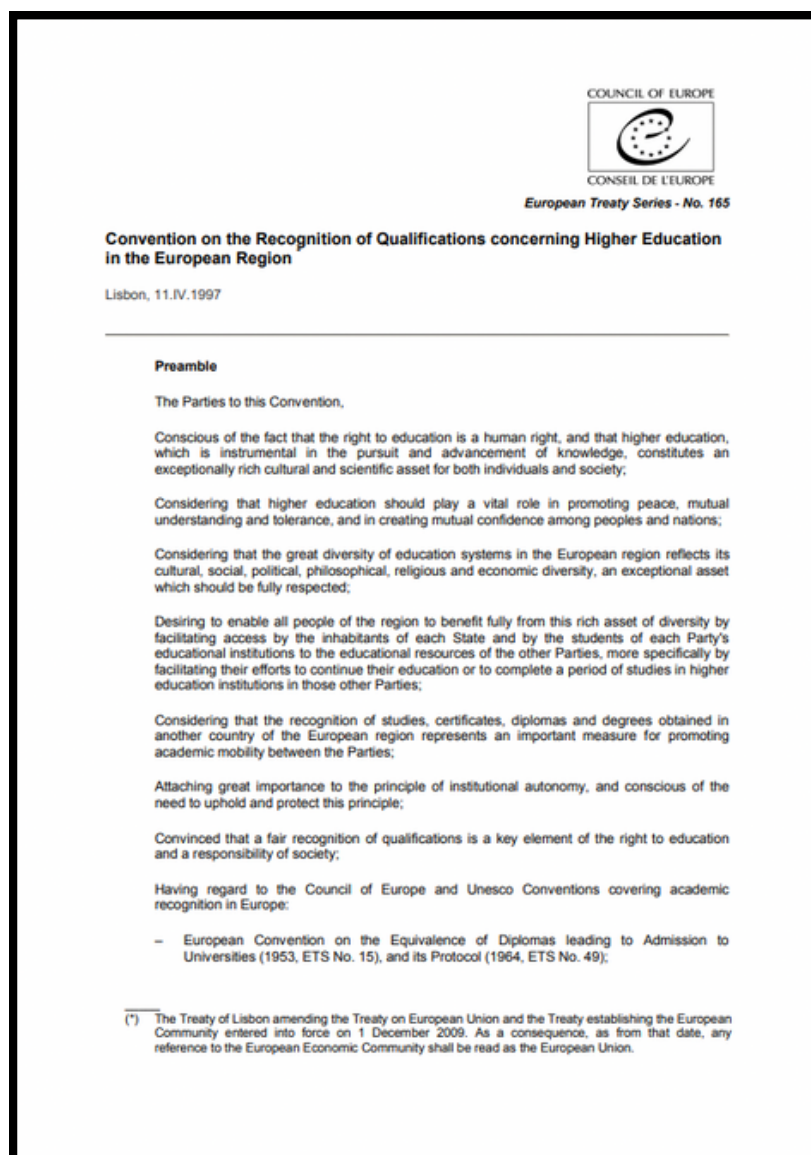 COUNCIL OF EUROPE
CONSEIL DE L'EUROPE
European Treaty Series - No. 165
Convention on the Recognition of Qualifications concerning Higher Education
in the European Region
Lisbon, 11.IV.1997
Preamble
The Parties to this Convention,
Conscious of the fact that the right to education is a human right, and that higher education,
which is instrumental in the pursuit and advancement of knowledge, constitutes an
exceptionally rich cultural and scientific asset for both individuals and society;
Considering that higher education should play a vital role in promoting peace, mutual
understanding and tolerance, and in creating mutual confidence among peoples and nations;
Considering that the great diversity of education systems in the European region reflects its
cultural, social, political, philosophical, religious and economic diversity, an exceptional asset
which should be fully respected;
Desiring to enable all people of the region to benefit fully from this rich asset of diversity by
facilitating access by the inhabitants of each State and by the students of each Party's
educational institutions to the educational resources of the other Parties, more specifically by
facilitating their efforts to continue their education or to complete a period of studies in higher
education institutions in those other Parties;
Considering that the recognition of studies, certificates, diplomas and degrees obtained in
another country of the European region represents an important measure for promoting
academic mobility between the Parties;
Attaching great importance to the principle of institutional autonomy, and conscious of the
need to uphold and protect this principle;
Convinced that a fair recognition of qualifications is a key element of the right to education
and a responsibility of society;
Having regard to the Council of Europe and Unesco Conventions covering academic
recognition in Europe:
– European Convention on the Equivalence of Diplomas leading to Admission to
Universities (1953, ETS No. 15), and its Protocol (1964, ETS No. 49);
(*) The Treaty of Lisbon amending the Treaty on European Union and the Treaty establishing the European
Community entered into force on 1 December 2009. As a consequence, as from that date, any
reference to the European Economic Community shall be read as the European Union.